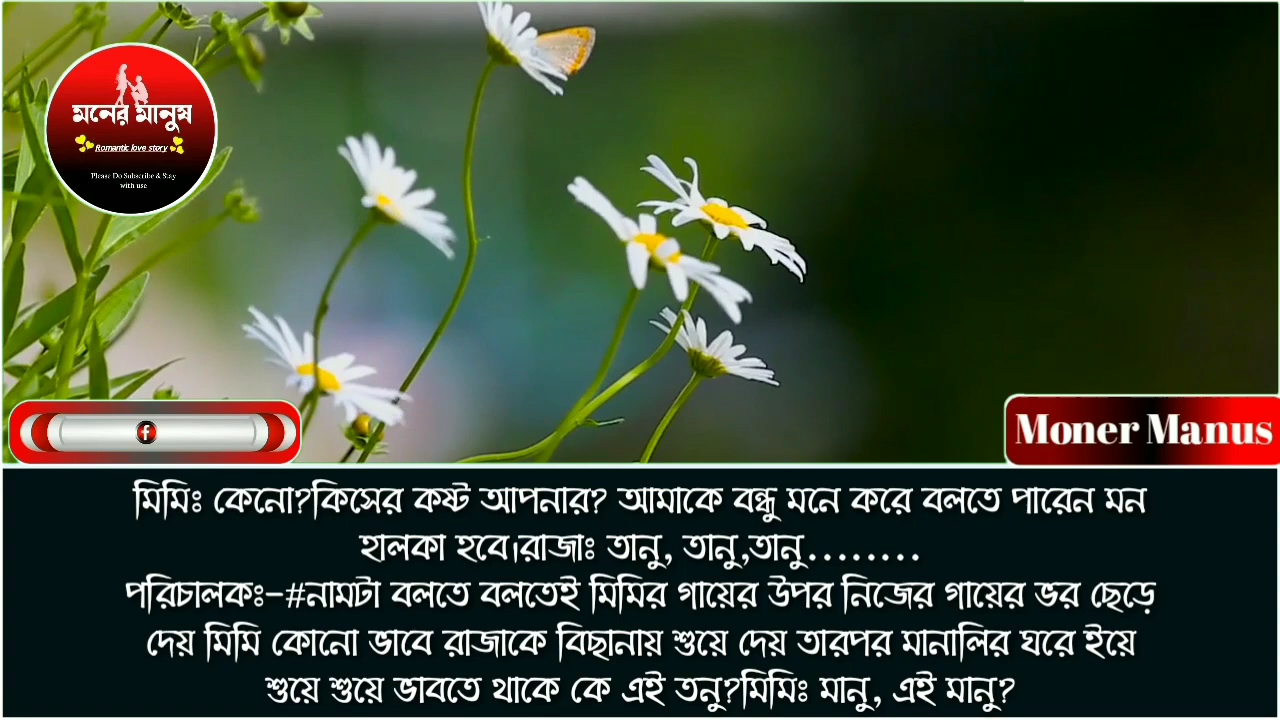 মনের মানুষ
Romantic love story
Please Do Subscribe & Stay
with use
f
Moner Manus
মিমিঃ কেনো?কিসের কষ্ট আপনার? আমাকে বন্ধু মনে করে বলতে পারেন মন
হালকা হবে।রাজাঃ তানু, তানু,তানু........
পরিচালকঃ-#নামটা বলতে বলতেই মিমির গায়ের উপর নিজের গায়ের ভর ছেড়ে
দেয় মিমি কোনো ভাবে রাজাকে বিছানায় শুয়ে দেয় তারপর মানালির ঘরে ইয়ে
শুয়ে শুয়ে ভাবতে থাকে কে এই তনু?মিমিঃ মানু, এই মানু?